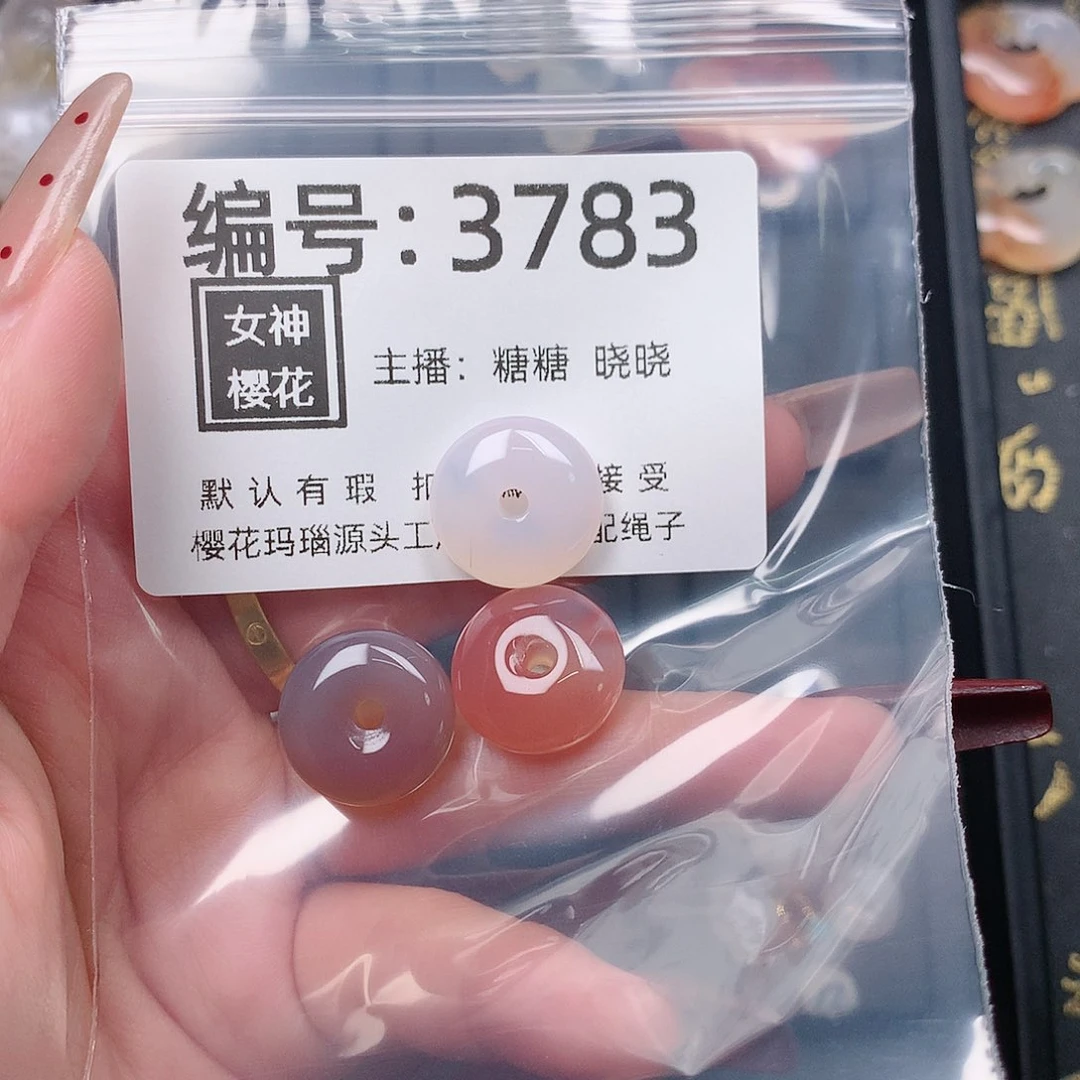 编号:3783
女神
樱花
主播: 糖糖 晓晓
默认有瑕 接受
樱花玛瑙源头工 配绳子